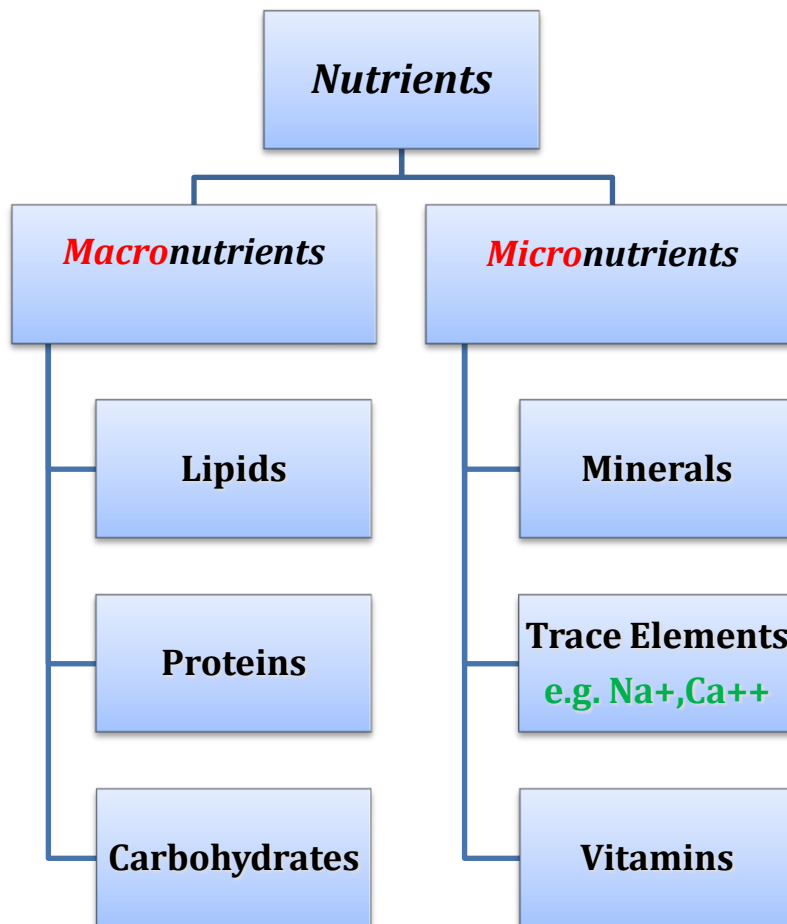 Nutrients
Macronutrients
Micronutrients
Lipids
Minerals
Proteins
Trace Elements
e.g. Na+,Ca++
Carbohydrates
Vitamins